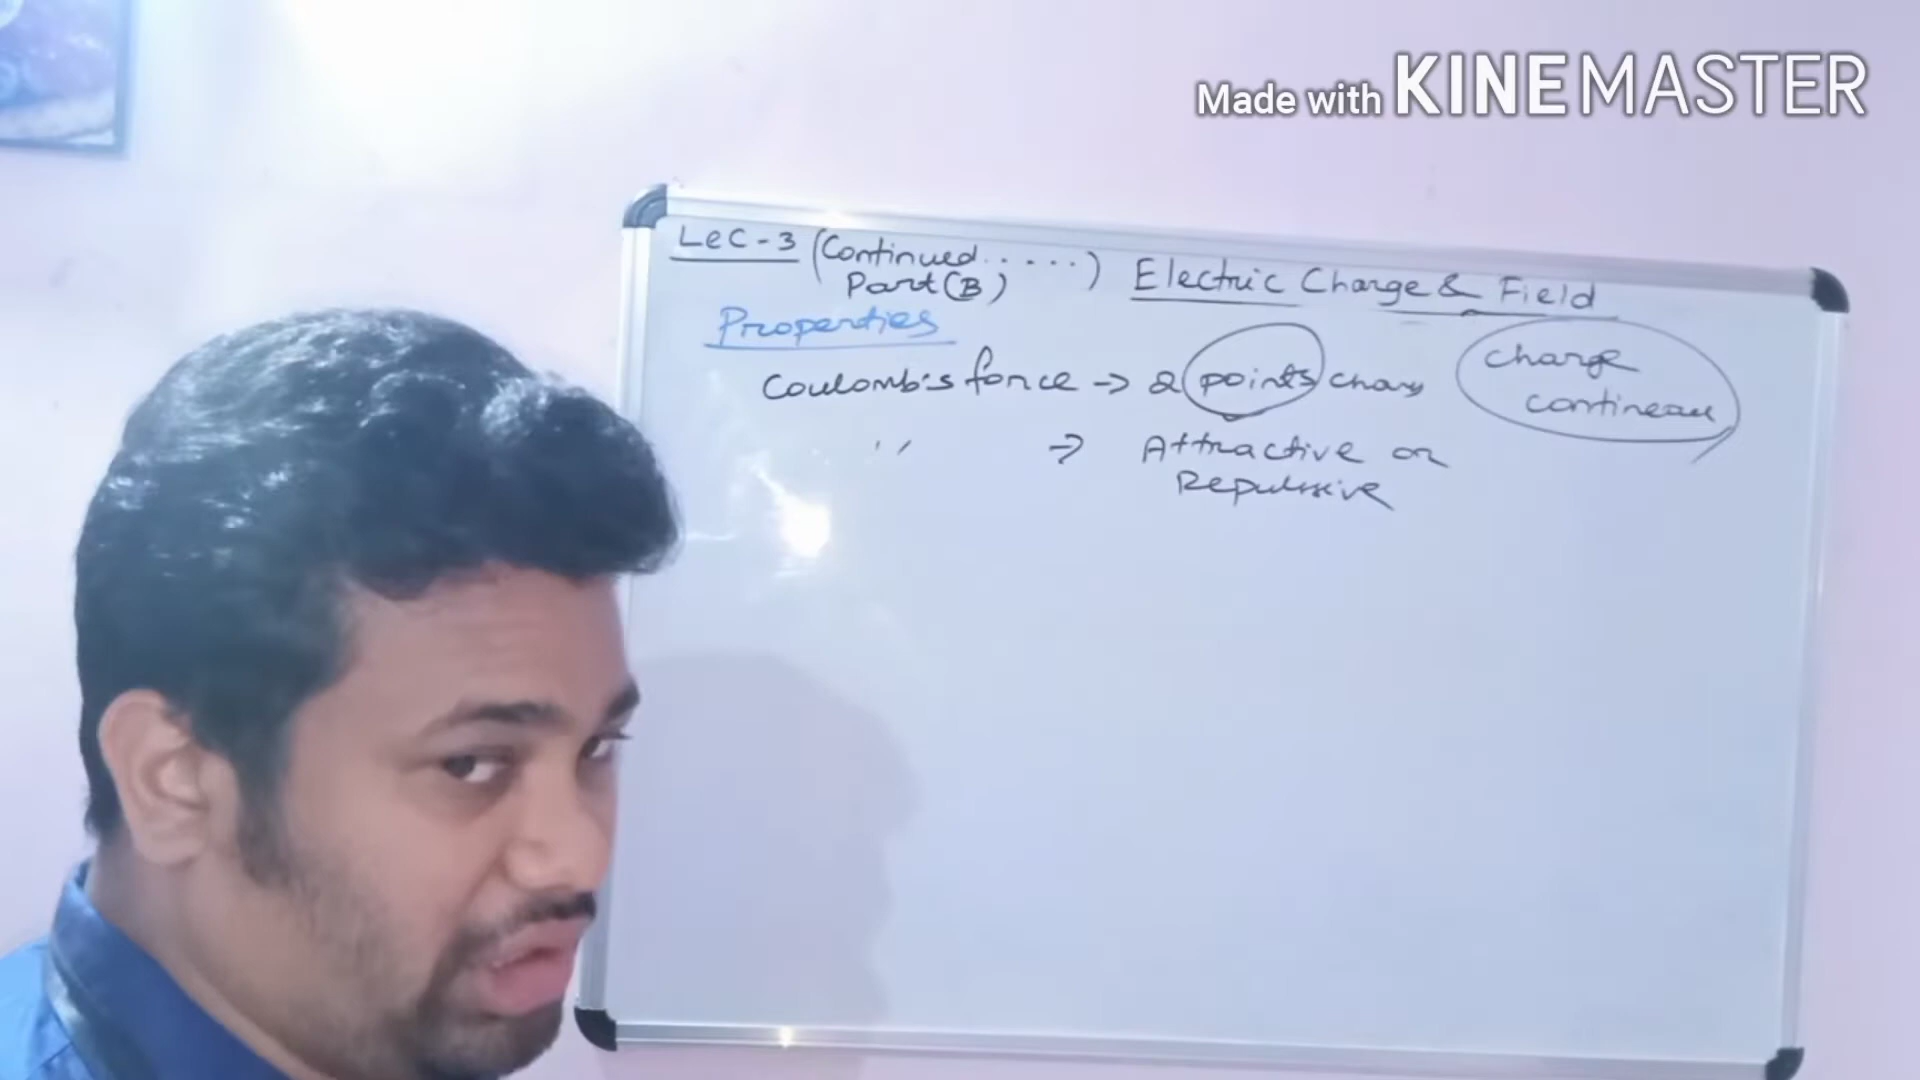 Made with KINEMASTER
Lec-3 (Continued.....) Electric Charge & Field
Part (B)
Properties
Coulomb's force → 2 points charg
charge
contineau
" → Attractive or
Repulsive